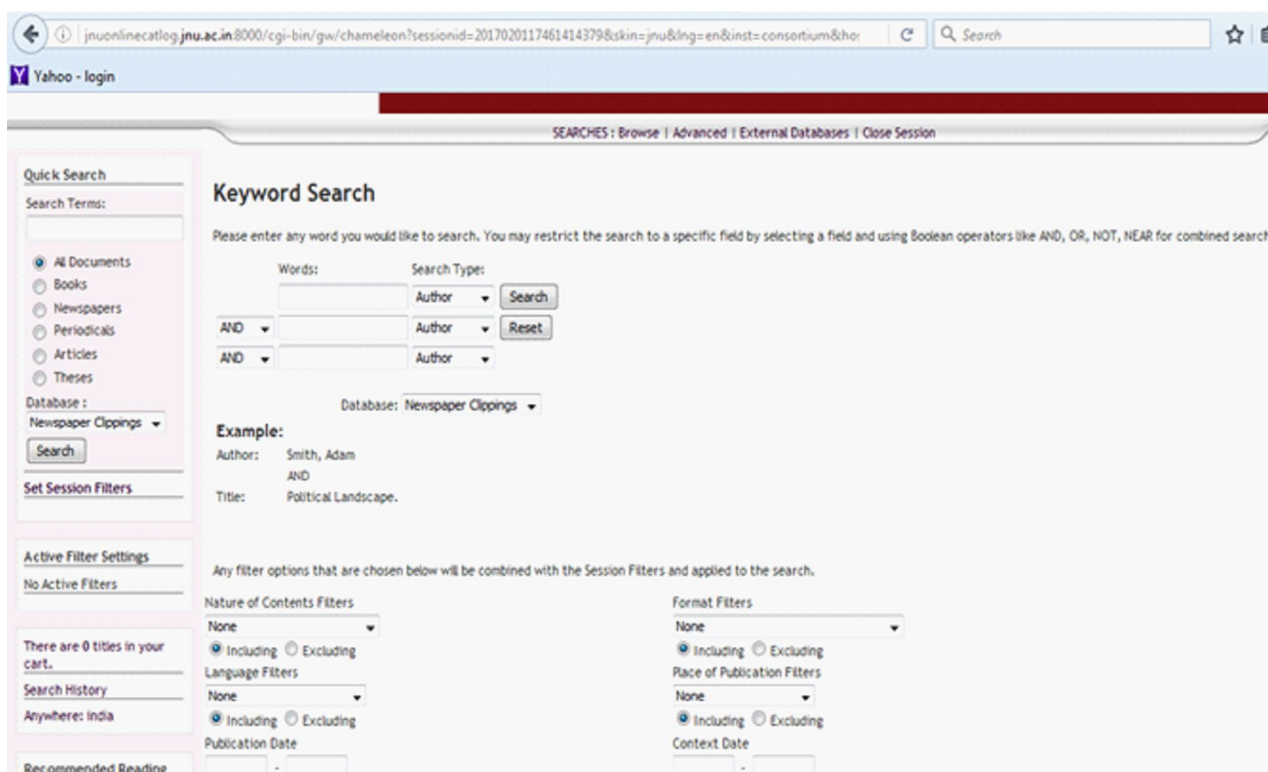 jnuonlinecatlog.jnu.ac.in:8000/cgi-bin/gw/chameleon?sessionid=2017020117461414379&skin=jnu&lng=en&inst=consortium&ho:
Search
Yahoo - login
SEARCHES : Browse | Advanced | External Databases | Close Session
Quick Search
Search Terms:
All Documents
Books
Newspapers
Periodicals
Articles
Theses
Database :
Newspaper Clippings
Search
Set Session Filters
Active Filter Settings
No Active Filters
There are 0 titles in your
cart.
Search History
Anywhere: india
Recommended Reading
Keyword Search
Please enter any word you would like to search. You may restrict the search to a specific field by selecting a field and using Boolean operators like AND, OR, NOT, NEAR for combined search
Words: Search Type:
Author Search
AND Author Reset
AND Author
Database: Newspaper Clippings
Example:
Author: Smith, Adam
AND
Title: Political Landscape.
Any filter options that are chosen below will be combined with the Session Filters and applied to the search.
Nature of Contents Filters
None
Including Excluding
Language Filters
None
Including Excluding
Publication Date
-
Format Filters
None
Including Excluding
Place of Publication Filters
None
Including Excluding
Context Date
-